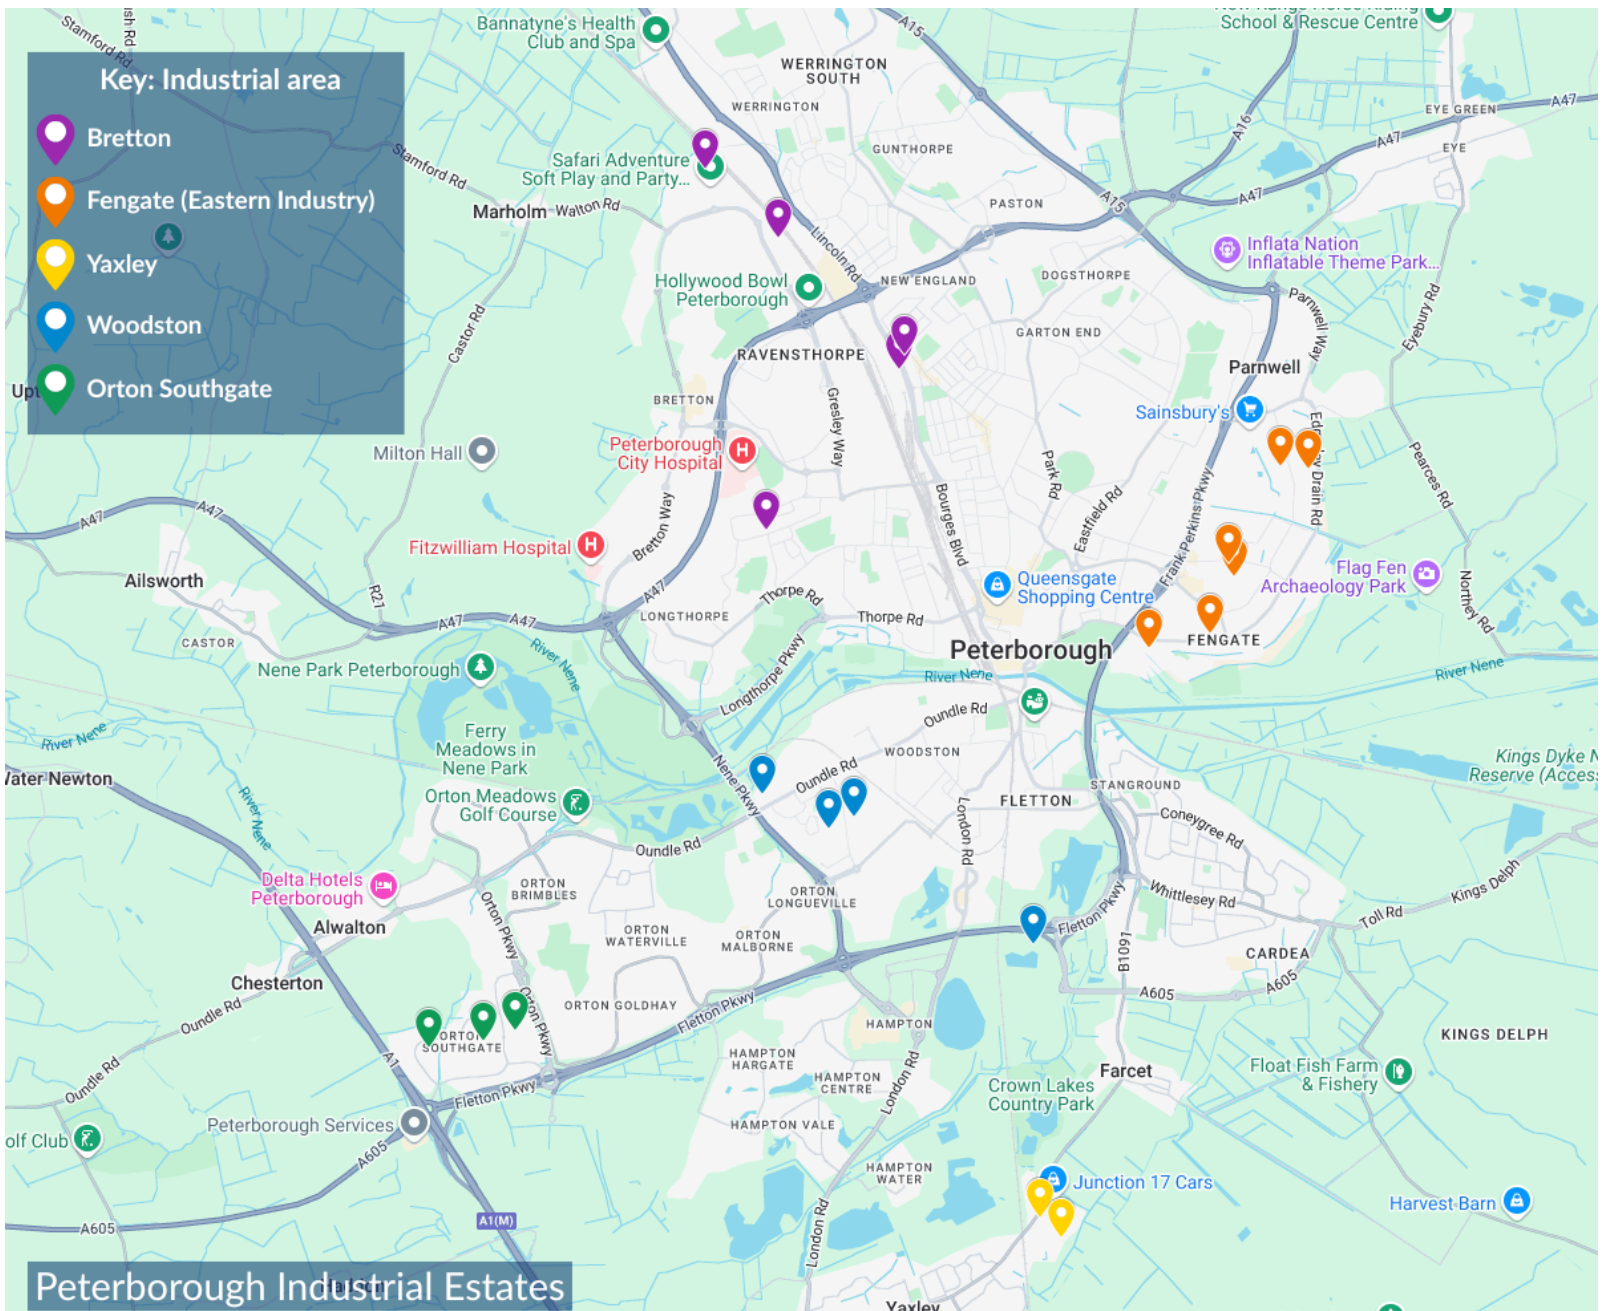 Key: Industrial area
Bretton
Fengate (Eastern Industry)
Yaxley
Woodston
Orton Southgate
Stamford Rd
Bannatyne's Health
Club and Spa
A15
School & Rescue Centre
WERRINGTON
SOUTH
WERRINGTON
EYE GREEN
A47
A16
A47
EYE
GUNTHORPE
Stamford Rd
Safari Adventure
Soft Play and Party...
Marholm
Walton Rd
PASTON
A15
A47
Lincoln Rd
Inflata Nation
Inflatable Theme Park...
Hollywood Bowl
Peterborough
NEW ENGLAND
DOGSTHORPE
Parnwell Way
Eyebury Rd
Castor Rd
GARTON END
RAVENSTHORPE
Parnwell
BRETTON
Gresley Way
Sainsbury's
Milton Hall
Peterborough
City Hospital
Park Rd
Pearces Rd
Drain Rd
Bourges Blvd
Eastfield Rd
Frank Perkins Pkwy
A47
A47
Bretton Way
Fitzwilliam Hospital
Ailsworth
Queensgate
Shopping Centre
Flag Fen
Archaeology Park
Northey Rd
R21
A47
Thorpe Rd
Thorpe Rd
A47
A47
LONGTHORPE
CASTOR
Peterborough
FENGATE
Nene Park Peterborough
River Nene
Longthorpe Pkwy
River Nene
River Nene
Oundle Rd
Ferry
Meadows in
Nene Park
River Nene
WOODSTON
Kings Dyke N
Reserve (Access
Water Newton
Nene Pkwy
Oundle Rd
STANGROUND
River Nene
Orton Meadows
Golf Course
FLETTON
London Rd
Coneygree Rd
Oundle Rd
Delta Hotels
Peterborough
ORTON
BRIMBLES
ORTON
LONGUEVILLE
Whittlesey Rd
Kings Delph
Toll Rd
Alwalton
Orton Pkwy
ORTON
WATERVILLE
ORTON
MALBORNE
Fletton Pkwy
B1091
CARDEA
Chesterton
A605
A605
Oundle Rd
Orton Pkwy
ORTON GOLDHAY
Fletton Pkwy
ORTON
SOUTHGATE
HAMPTON
KINGS DELPH
A1
HAMPTON
HARGATE
HAMPTON
CENTRE
London Rd
Crown Lakes
Country Park
Farcet
Float Fish Farm
& Fishery
Oundle Rd
Fletton Pkwy
Peterborough Services
HAMPTON VALE
olf Club
A605
HAMPTON
WATER
Junction 17 Cars
Harvest Barn
A605
A1(M)
London Rd
Peterborough Industrial Estates
Yaxley